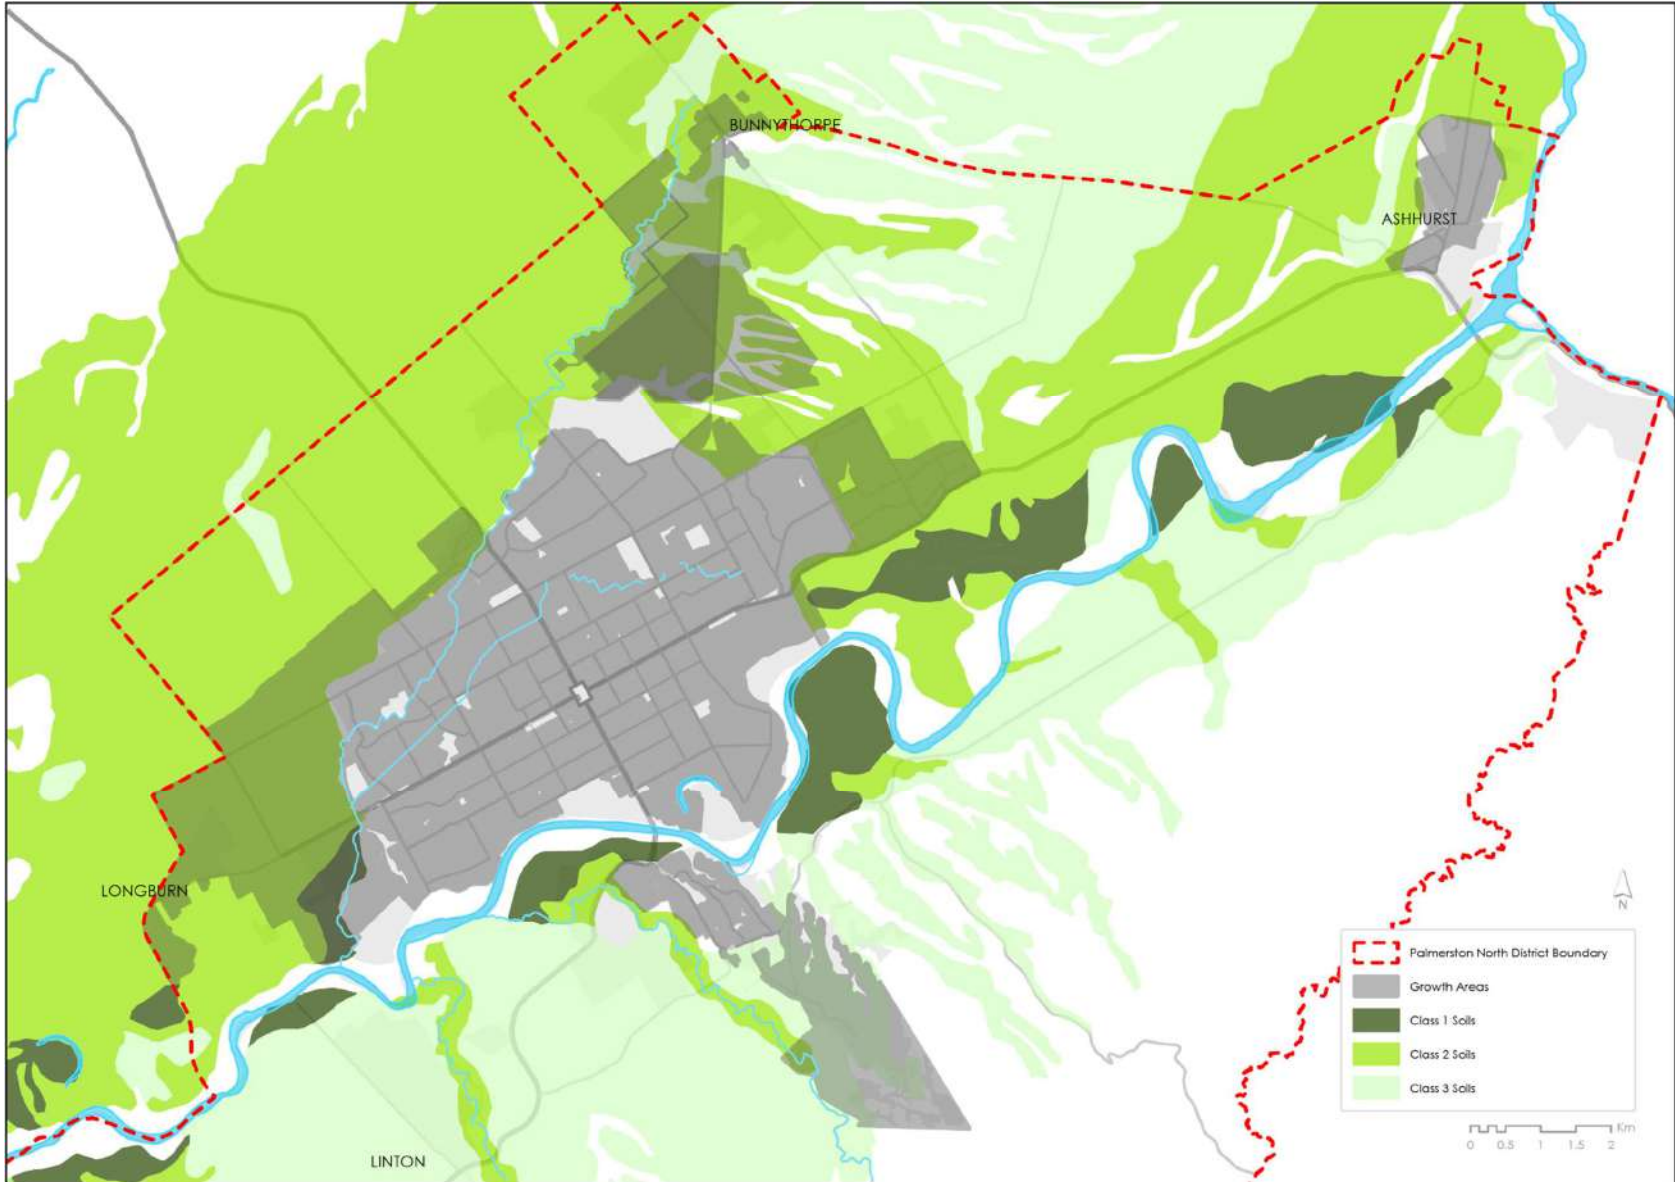 BUNNYTHORPE
ASHHURST
LONGBURN
LINTON
N
Palmerston North District Boundary
Growth Areas
Class 1 Soils
Class 2 Soils
Class 3 Soils
Km
0 0.5 1 1.5 2